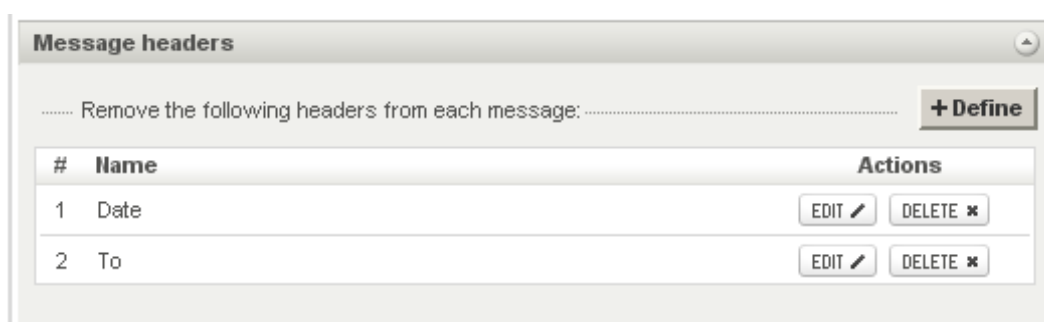 Message headers
Remove the following headers from each message: + Define
# Name Actions
1 Date EDIT DELETE
2 To EDIT DELETE